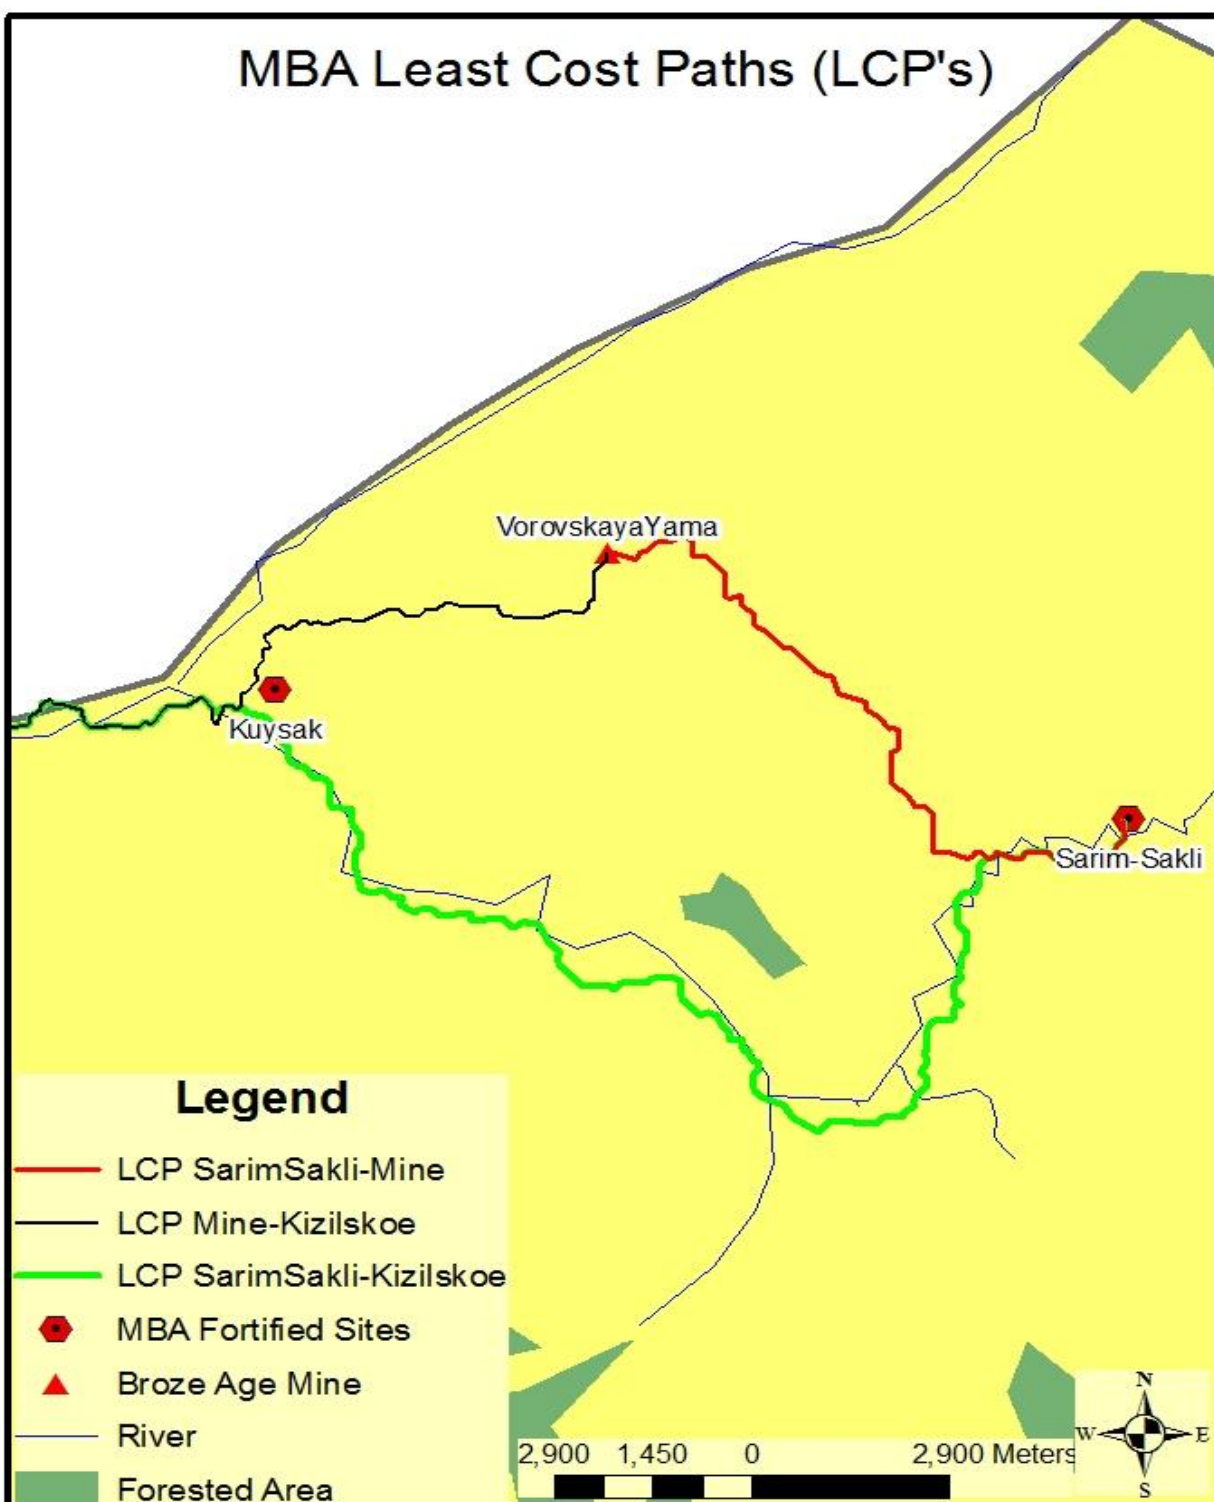 MBA Least Cost Paths (LCP's)
VorovskayaYama
Kuysak
Sarim-Sakli
Legend
LCP SarimSakli-Mine
LCP Mine-Kizilskoe
LCP SarimSakli-Kizilskoe
MBA Fortified Sites
Broze Age Mine
River
Forested Area
2,900 1,450 0 2,900 Meters
N
W E
S